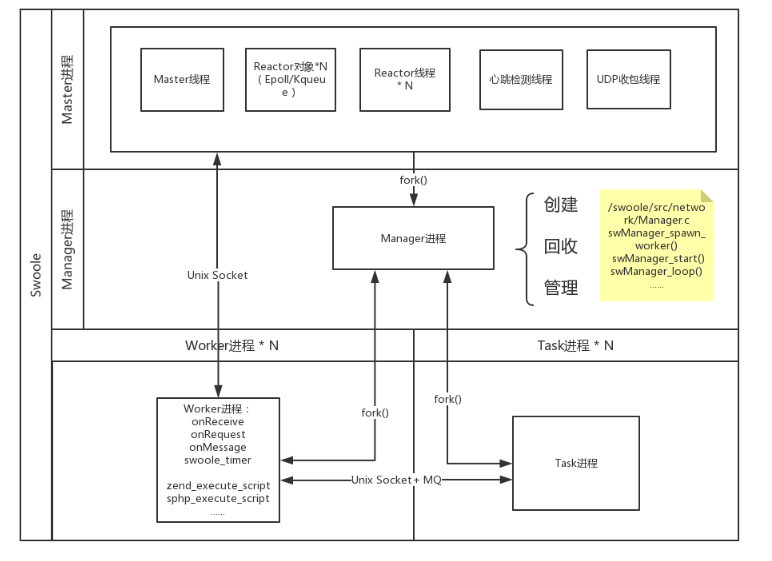 Swoole
Master进程
Master线程
Reactor对象*N
（Epoll/Kqueu
e）
Reactor线程
* N
心跳检测线程
UDP收包线程
fork()
Manager进程
Manager进程
创建
回收
管理
/swoole/src/netwo
rk/Manager.c
swManager_spawn_
worker()
swManager_start()
swManager_loop()
......
Unix Socket
Worker进程 * N
Task进程 * N
Worker进程：
onReceive
onRequest
onMessage
swoole_timer
zend_execute_script
sphp_execute_script
......
fork()
fork()
Unix Socket+ MQ
Task进程